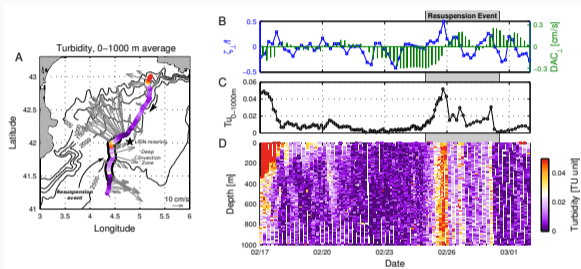 Turbidity, 0−1000 m average
A
Latitude
43
42.5
42
41.5
41
LION mooring
Deep
Convection
Zone
Resuspension
event
10 cm/s
3
3.5
4
4.5
5
5.5
6
Longitude
B
Resuspension Event
ζ⊥/f
0.5
0
−0.5
0.3
0
−0.3
DAC⊥ [cm/s]
C
Tu0−1000m
0.06
0.04
0.02
0
D
Depth [m]
0
200
400
600
800
1000
02/17
02/20
02/23
02/26
03/01
Date
0.04
0.02
0
Turbidity [TU unit]